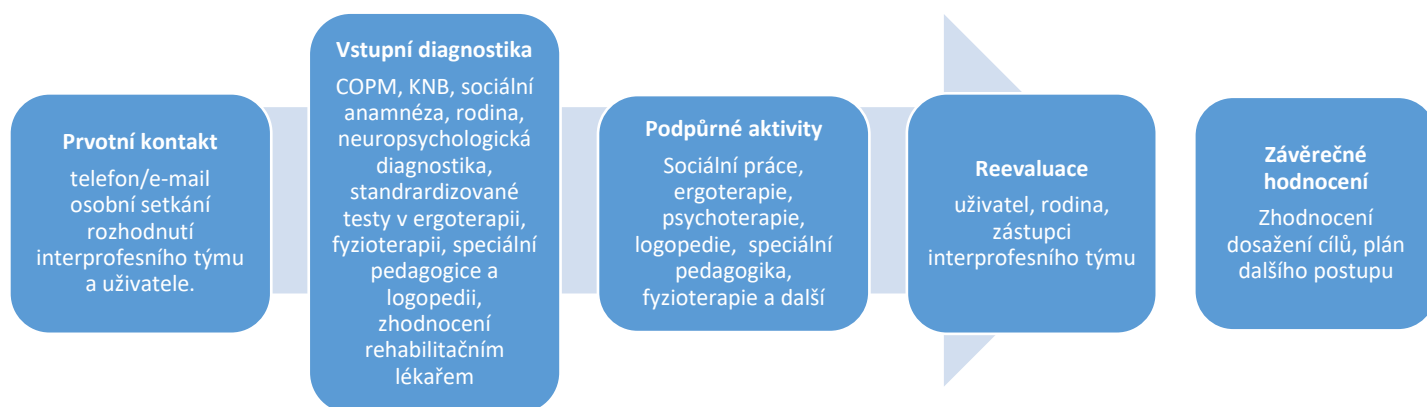 Prvotní kontakt
telefon/e-mail
osobní setkání
rozhodnutí
interprofesního týmu
a uživatele.
Vstupní diagnostika
COPM, KNB, sociální
anamnéza, rodina,
neuropsychologická
diagnostika,
standrardizované
testy v ergoterapii,
fyzioterapii, speciální
pedagogice a
logopedii,
zhodnocení
rehabilitačním
lékařem
Podpůrné aktivity
Sociální práce,
ergoterapie,
psychoterapie,
logopedie, speciální
pedagogika,
fyzioterapie a další
Reevaluace
uživatel, rodina,
zástupci
interprofesního týmu
Závěrečné
hodnocení
Zhodnocení
dosažení cílů, plán
dalšího postupu